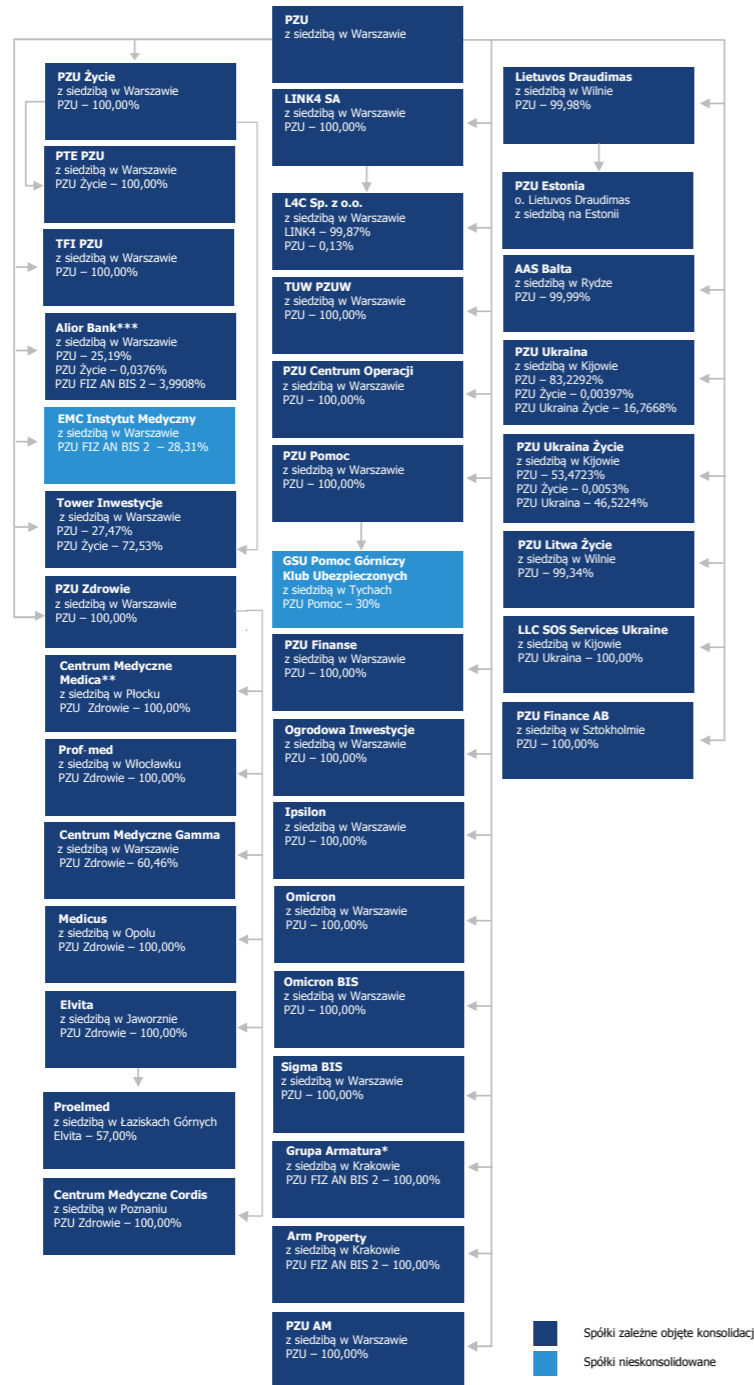 PZU
z siedzibą w Warszawie
PZU Życie
z siedzibą w Warszawie
PZU – 100,00%
PTE PZU
z siedzibą w Warszawie
PZU Życie – 100,00%
TFI PZU
z siedzibą w Warszawie
PZU – 100,00%
Alior Bank***
z siedzibą w Warszawie
PZU – 25,19%
PZU Życie – 0,0376%
PZU FIZ AN BIS 2 – 3,9908%
EMC Instytut Medyczny
z siedzibą w Warszawie
PZU FIZ AN BIS 2 – 28,31%
Tower Inwestycje
z siedzibą w Warszawie
PZU – 27,47%
PZU Życie – 72,53%
PZU Zdrowie
z siedzibą w Warszawie
PZU – 100,00%
Centrum Medyczne
Medica**
z siedzibą w Płocku
PZU Zdrowie – 100,00%
Prof-med
z siedzibą w Włocławku
PZU Zdrowie – 100,00%
Centrum Medyczne Gamma
z siedzibą w Warszawie
PZU Zdrowie – 60,46%
Medicus
z siedzibą w Opolu
PZU Zdrowie – 100,00%
Elvita
z siedzibą w Jaworznie
PZU Zdrowie – 100,00%
Proelmed
z siedzibą w Łaziskach Górnych
Elvita – 57,00%
Centrum Medyczne Cordis
z siedzibą w Poznaniu
PZU Zdrowie – 100,00%
LINK4 SA
z siedzibą w Warszawie
PZU – 100,00%
L4C Sp. z o.o.
z siedzibą w Warszawie
LINK4 – 99,87%
PZU – 0,13%
TUW PZUW
z siedzibą w Warszawie
PZU – 100,00%
PZU Centrum Operacji
z siedzibą w Warszawie
PZU – 100,00%
PZU Pomoc
z siedzibą w Warszawie
PZU – 100,00%
GSU Pomoc Górniczy
Klub Ubezpieczonych
z siedzibą w Tychach
PZU Pomoc – 30%
PZU Finanse
z siedzibą w Warszawie
PZU – 100,00%
Ogrodowa Inwestycje
z siedzibą w Warszawie
PZU – 100,00%
Ipsilon
z siedzibą w Warszawie
PZU – 100,00%
Omicron
z siedzibą w Warszawie
PZU – 100,00%
Omicron BIS
z siedzibą w Warszawie
PZU – 100,00%
Sigma BIS
z siedzibą w Warszawie
PZU – 100,00%
Grupa Armatura*
z siedzibą w Krakowie
PZU FIZ AN BIS 2 – 100,00%
Arm Property
z siedzibą w Krakowie
PZU FIZ AN BIS 2 – 100,00%
PZU AM
z siedzibą w Warszawie
PZU – 100,00%
Lietuvos Draudimas
z siedzibą w Wilnie
PZU – 99,98%
PZU Estonia
o. Lietuvos Draudimas
z siedzibą na Estonii
AAS Balta
z siedzibą w Rydze
PZU – 99,99%
PZU Ukraina
z siedzibą w Kijowie
PZU – 83,2292%
PZU Życie – 0,00397%
PZU Ukraina Życie – 16,7668%
PZU Ukraina Życie
z siedzibą w Kijowie
PZU – 53,4723%
PZU Życie – 0,0053%
PZU Ukraina – 46,5224%
PZU Litwa Życie
z siedzibą w Wilnie
PZU – 99,34%
LLC SOS Services Ukraine
z siedzibą w Kijowie
PZU Ukraina – 100,00%
PZU Finance AB
z siedzibą w Sztokholmie
PZU – 100,00%
Spółki zależne objęte konsolidacj
Spółki nieskonsolidowane